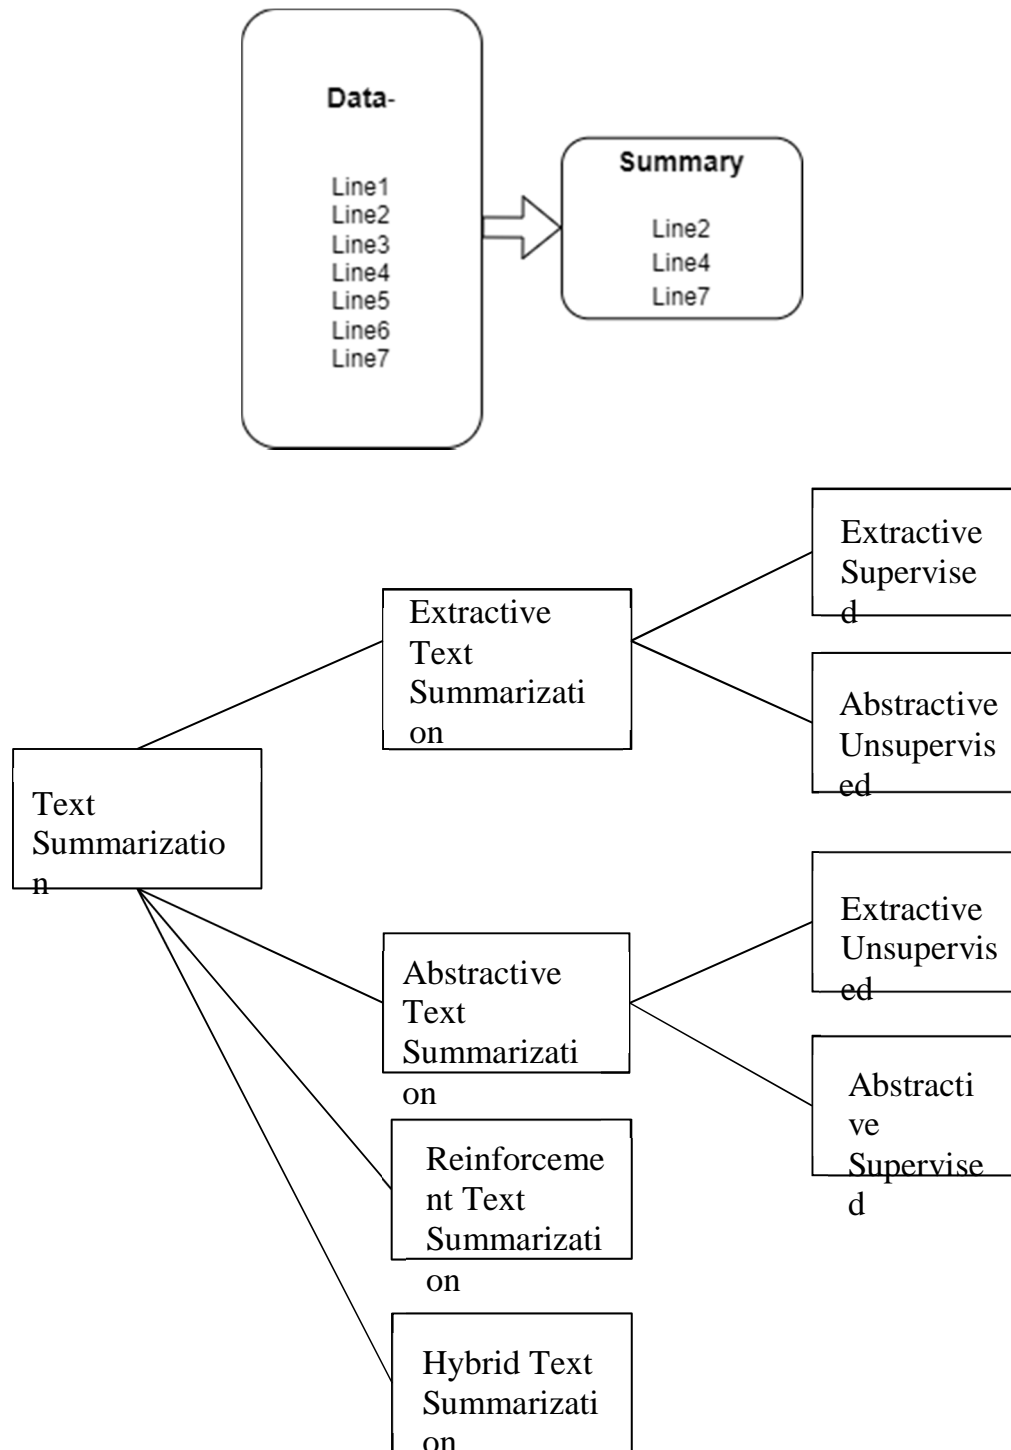 Data-
Line1
Line2
Line3
Line4
Line5
Line6
Line7
Summary
Line2
Line4
Line7
Text
Summarizatio
n
Extractive
Text
Summarizati
on
Extractive
Supervise
d
Abstractive
Unsupervis
ed
Abstractive
Text
Summarizati
on
Extractive
Unsupervis
ed
Abstracti
ve
Supervise
d
Reinforceme
nt Text
Summarizati
on
Hybrid Text
Summarizati
on